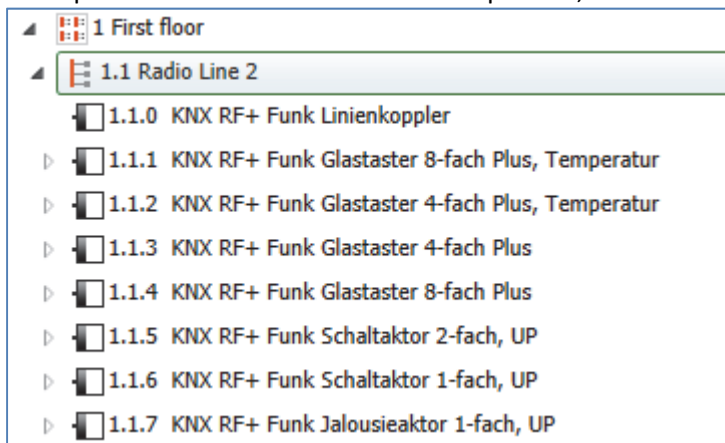 1 First floor
1.1 Radio Line 2
1.1.0 KNX RF+ Funk Linienkoppler
1.1.1 KNX RF+ Funk Glastaster 8-fach Plus, Temperatur
1.1.2 KNX RF+ Funk Glastaster 4-fach Plus, Temperatur
1.1.3 KNX RF+ Funk Glastaster 4-fach Plus
1.1.4 KNX RF+ Funk Glastaster 8-fach Plus
1.1.5 KNX RF+ Funk Schaltaktor 2-fach, UP
1.1.6 KNX RF+ Funk Schaltaktor 1-fach, UP
1.1.7 KNX RF+ Funk Jalousieaktor 1-fach, UP